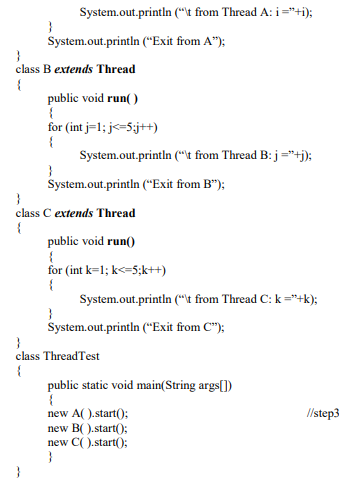 System.out.println (“\t from Thread A: i =”+i);
}
System.out.println (“Exit from A”);
}
class B extends Thread
{
public void run( )
{
for (int j=1; j<=5;j++)
{
System.out.println (“\t from Thread B: j =”+j);
}
System.out.println (“Exit from B”);
}
class C extends Thread
{
public void run()
{
for (int k=1; k<=5;k++)
{
System.out.println (“\t from Thread C: k =”+k);
}
System.out.println (“Exit from C”);
}
class ThreadTest
{
public static void main(String args[])
{
new A( ).start(); //step3
new B( ).start();
new C( ).start();
}
}